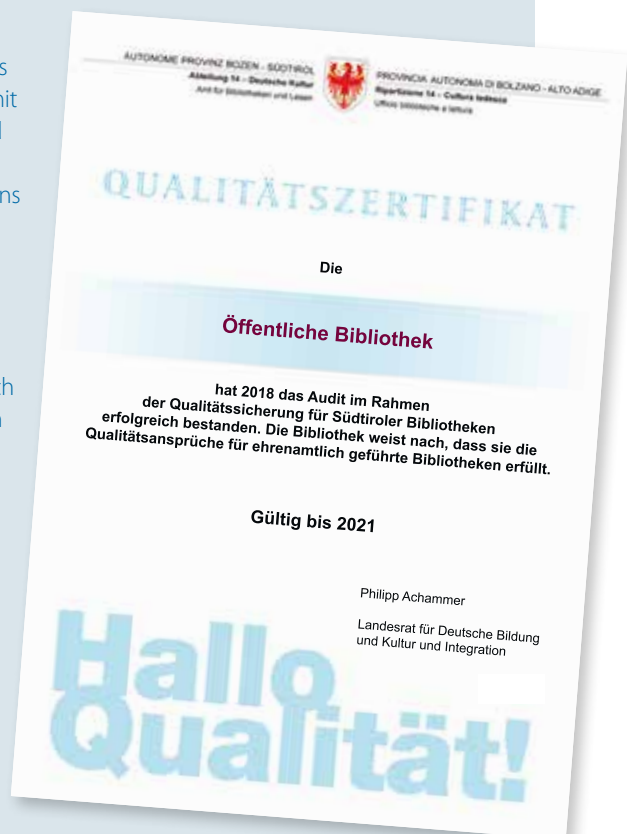 s
nit
ns
ch
AUTONOME PROVINZ BOZEN - SÜDTIROL
Abteilung 14 - Deutsche Kultur
Amt für Bibliotheken und Lesen
PROVINCIA AUTONOMA DI BOLZANO - ALTO ADIGE
Ripartizione 14 - Cultura tedesca
Ufficio biblioteche e lettura
QUALITÄTSZERTIFIKAT
Die
Öffentliche Bibliothek
hat 2018 das Audit im Rahmen
der Qualitätssicherung für Südtiroler Bibliotheken
erfolgreich bestanden. Die Bibliothek weist nach, dass sie die
Qualitätsansprüche für ehrenamtlich geführte Bibliotheken erfüllt.
Gültig bis 2021
Philipp Achammer
Landesrat für Deutsche Bildung
und Kultur und Integration
Hallo
Qualität!